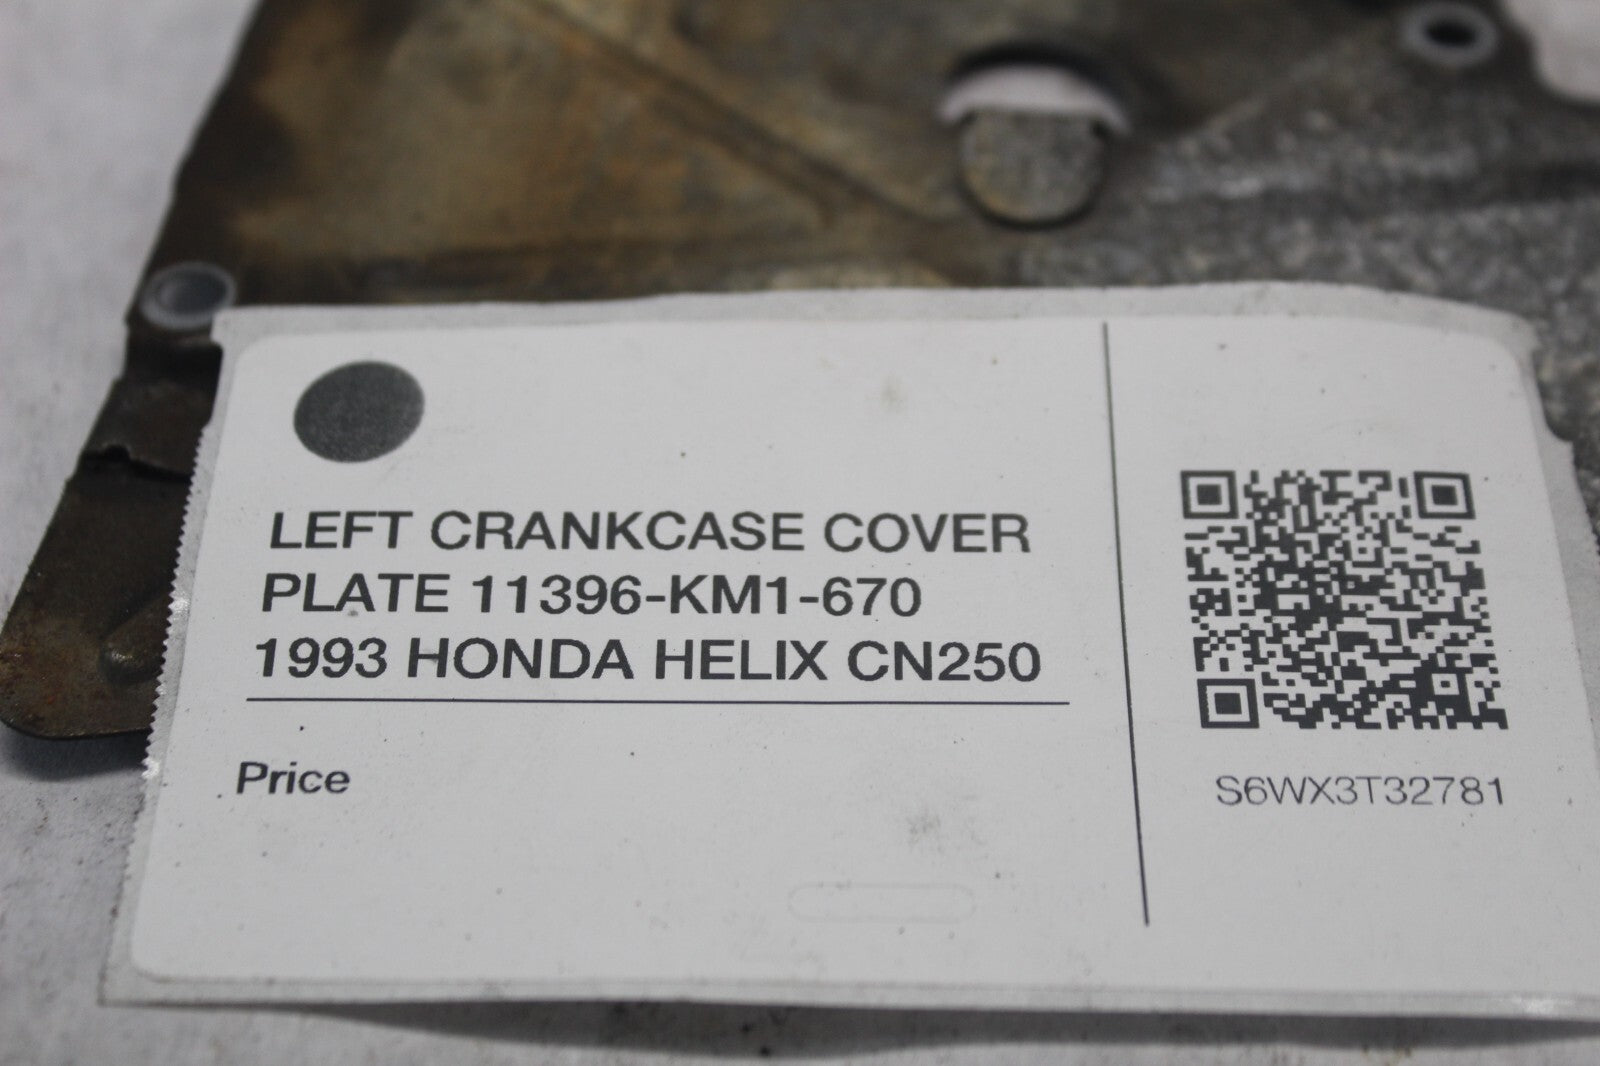 LEFT CRANKCASE COVER
PLATE 11396-KM1-670
1993 HONDA HELIX CN250
Price
S6WX3T32781